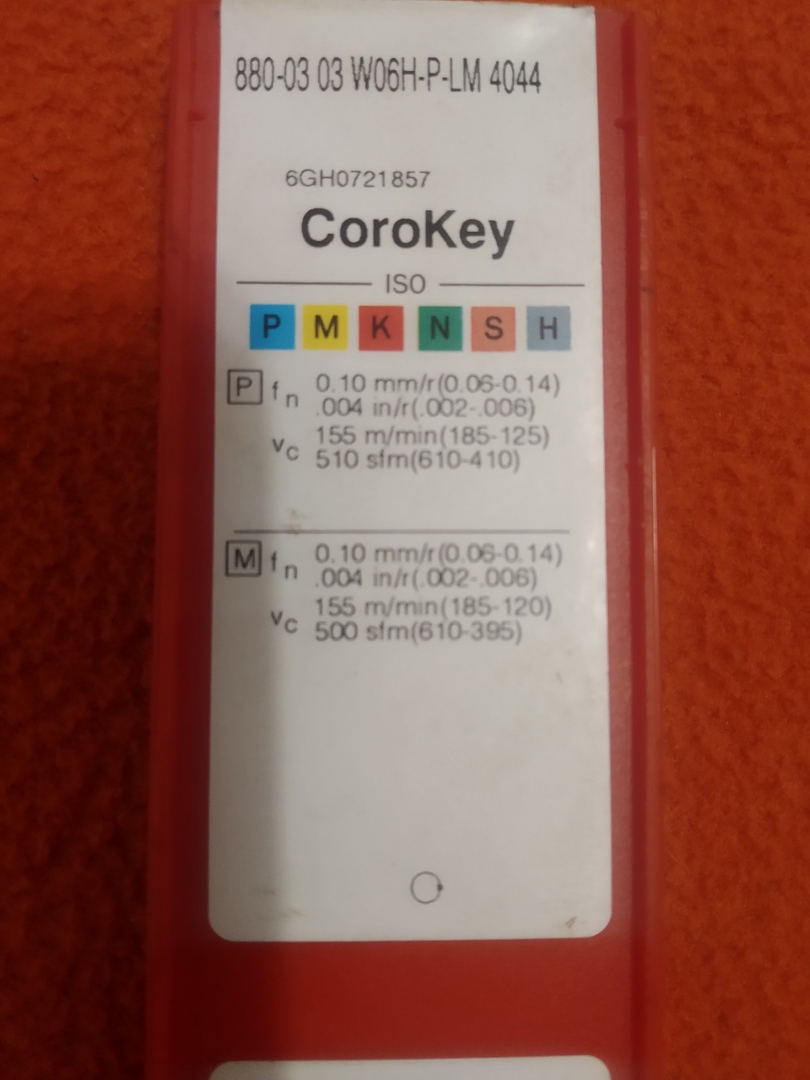 880-03 03 W06H-P-LM 4044
6GH0721857
CoroKey
ISO
P M K N S H
P fn 0.10 mm/r(0.06-0.14)
.004 in/r(.002-.006)
vc 155 m/min(185-125)
510 sfm(610-410)
M fn 0.10 mm/r(0.06-0.14)
.004 in/r(.002-.006)
vc 155 m/min(185-120)
500 sfm(610-395)